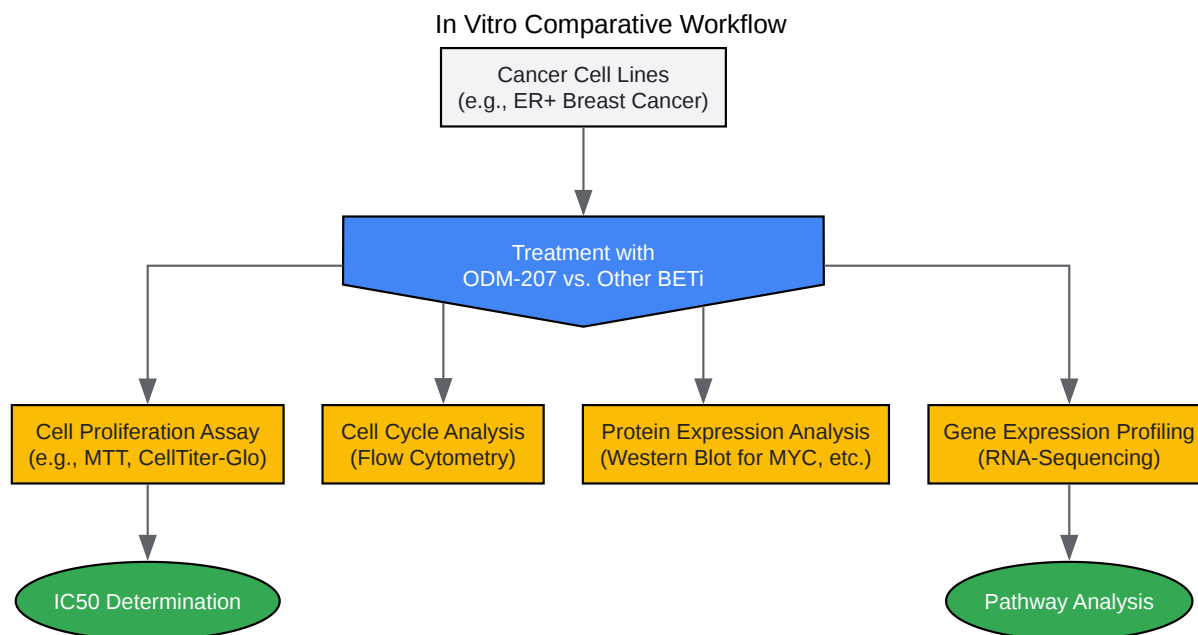 In Vitro Comparative Workflow
Cancer Cell Lines
(e.g., ER+ Breast Cancer)
Treatment with
ODM-207 vs. Other BETi
Cell Proliferation Assay
(e.g., MTT, CellTiter-Glo)
Cell Cycle Analysis
(Flow Cytometry)
Protein Expression Analysis
(Western Blot for MYC, etc.)
Gene Expression Profiling
(RNA-Sequencing)
IC50 Determination
Pathway Analysis